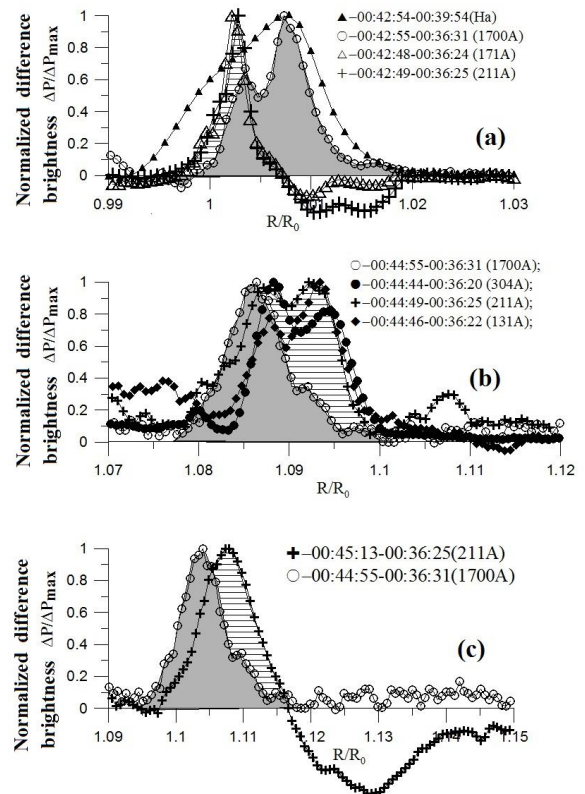 Normalized difference
brightness ΔP/ΔPmax
1
0.8
0.6
0.4
0.2
0
▲–00:42:54-00:39:54(Ha)
○–00:42:55-00:36:31 (1700A)
△–00:42:48-00:36:24 (171A)
+–00:42:49-00:36:25 (211A)
(a)
0.99 1 1.01 1.02 1.03
R/R0
Normalized difference
brightness ΔP/ΔPmax
1
0.8
0.6
0.4
0.2
0
○–00:44:55-00:36:31 (1700A);
●–00:44:44-00:36:20 (304A);
+–00:44:49-00:36:25 (211A);
◆–00:44:46-00:36:22 (131A);
(b)
1.07 1.08 1.09 1.1 1.11 1.12
R/R0
Normalized difference
brightness ΔP/ΔPmax
1
0.8
0.6
0.4
0.2
0
+–00:45:13-00:36:25(211A)
○–00:44:55-00:36:31(1700A)
(c)
1.09 1.1 1.11 1.12 1.13 1.14 1.15
R/R0